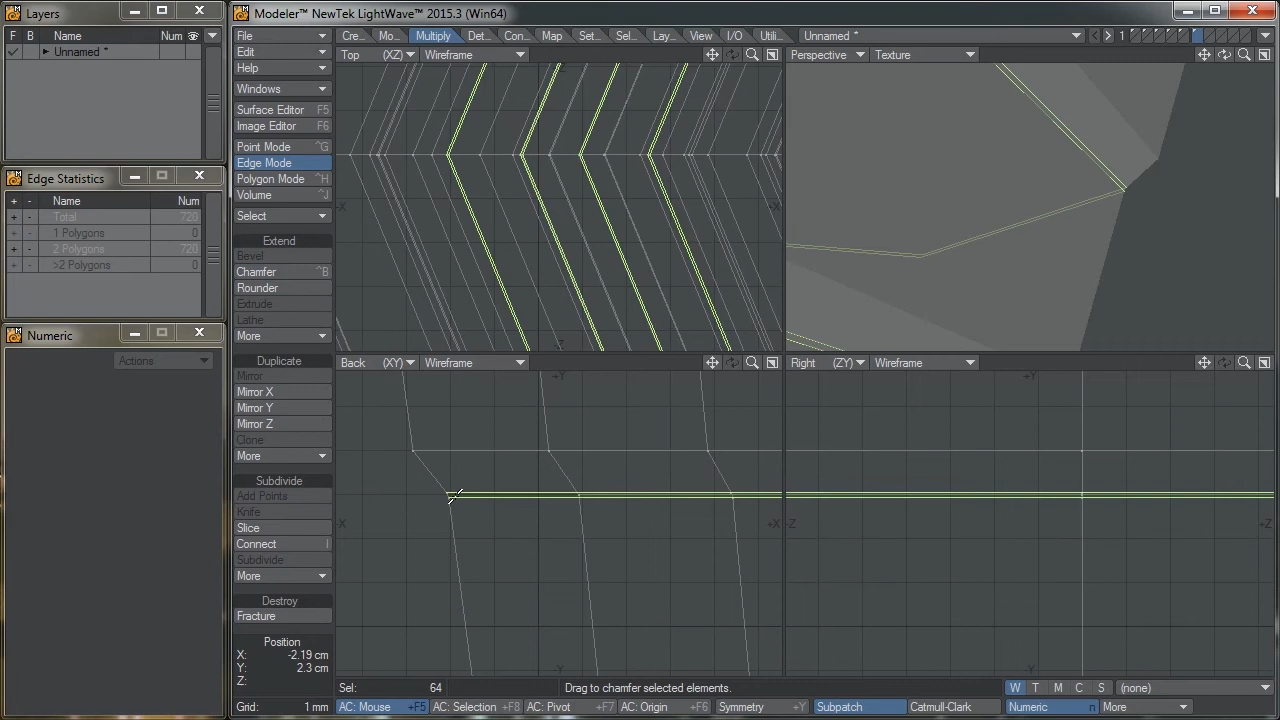 Layers
F B Name Num
Unnamed *
Edge Statistics
+ - Name Num
+ - Total 720
+ - 1 Polygons 0
+ - 2 Polygons 720
+ - >2 Polygons 0
Numeric
Actions
Modeler™ NewTek LightWave™ 2015.3 (Win64)
Cre... Mo... Multiply Det... Con... Map Set... Sel... Lay... View I/O Utili... Unnamed * 1
File
Edit
Help
Windows
Surface Editor F5
Image Editor F6
Point Mode ^G
Edge Mode
Polygon Mode ^H
Volume ^J
Select
Extend
Bevel
Chamfer ^B
Rounder
Extrude
Lathe
More
Duplicate
Mirror
Mirror X
Mirror Y
Mirror Z
Clone
More
Subdivide
Add Points
Knife
Slice
Connect I
Subdivide
More
Destroy
Fracture
Position
X: -2.19 cm
Y: 2.3 cm
Z:
Grid: 1 mm
Top (XZ) Wireframe
Z
-X X
-Z
Perspective Texture
Back (XY) Wireframe
+Y
-X +X
-Y
Right (ZY) Wireframe
+Y
-Z +Z
-Y
Sel: 64 Drag to chamfer selected elements. W T M C S (none)
AC: Mouse +F5 AC: Selection +F8 AC: Pivot +F7 AC: Origin +F6 Symmetry +Y Subpatch Catmull-Clark Numeric n More